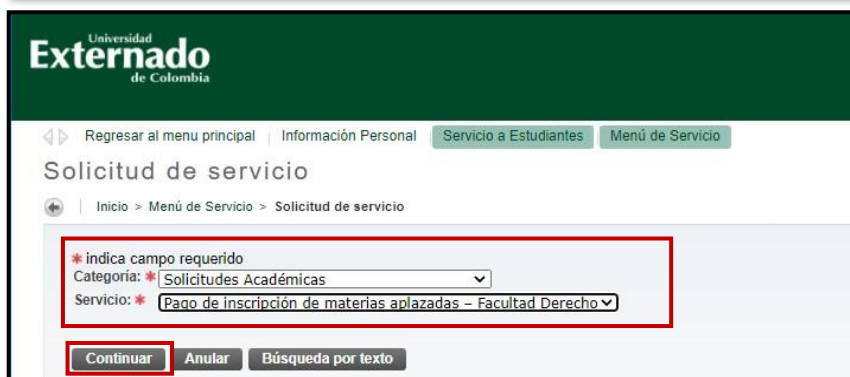 Universidad
Externado
de Colombia
Regresar al menu principal | Información Personal | Servicio a Estudiantes | Menú de Servicio
Solicitud de servicio
Inicio > Menú de Servicio > Solicitud de servicio
* indica campo requerido
Categoría: * Solicitudes Académicas
Servicio: * Pago de inscripción de materias aplazadas – Facultad Derecho
Continuar Anular Búsqueda por texto